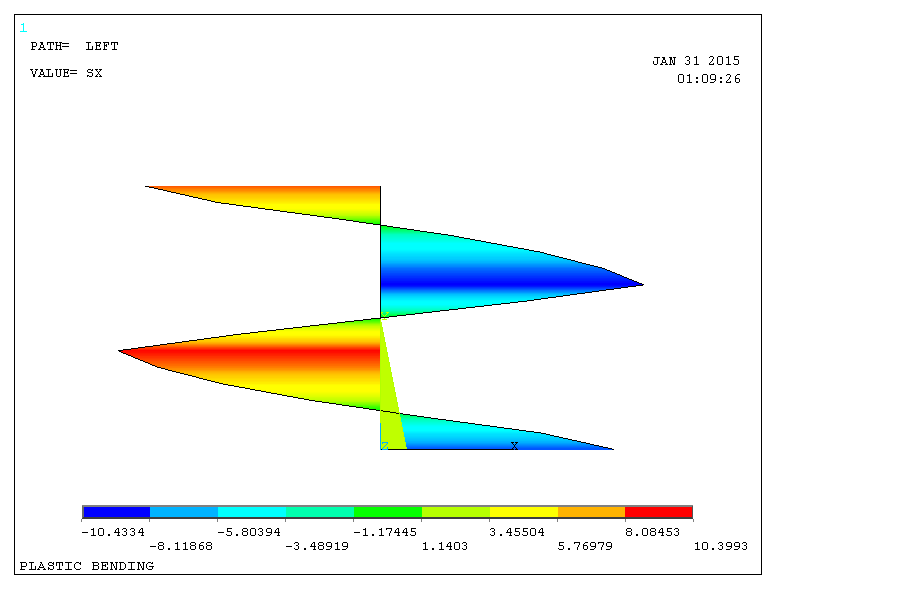 1
PATH= LEFT
VALUE= SX
JAN 31 2015
01:09:26
Y
Z
X
-10.4334 -5.80394 -1.17445 3.45504 8.08453
-8.11868 -3.48919 1.1403 5.76979 10.3993
PLASTIC BENDING